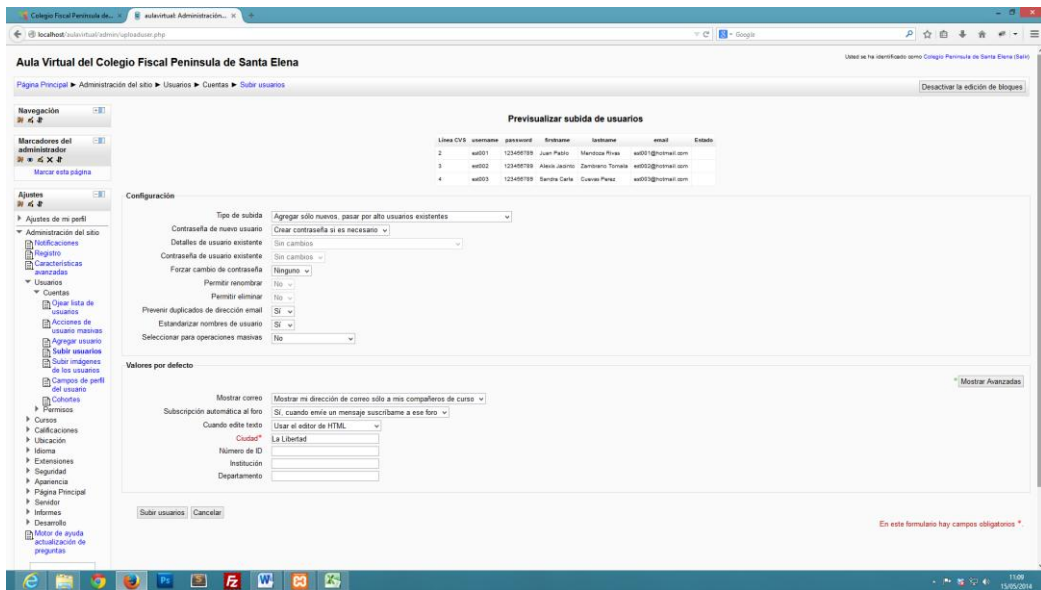 Colegio Fiscal Península de...
aulavirtual: Administración...
localhost/aulavirtual/admin/uploaduser.php
Google
Aula Virtual del Colegio Fiscal Península de Santa Elena
Usted se ha identificado como Colegio Península de Santa Elena (Salir)
Página Principal ► Administración del sitio ► Usuarios ► Cuentas ► Subir usuarios
Desactivar la edición de bloques
Navegación
Marcadores del administrador
Marcar esta página
Ajustes
Ajustes de mi perfil
Administración del sitio
Notificaciones
Registro
Características avanzadas
Usuarios
Cuentas
Ojear lista de usuarios
Acciones de usuario masivas
Agregar usuario
Subir usuarios
Subir imágenes de los usuarios
Campos de perfil del usuario
Cohortes
Permisos
Cursos
Calificaciones
Ubicación
Idioma
Extensiones
Seguridad
Apariencia
Página Principal
Servidor
Informes
Desarrollo
Motor de ayuda actualización de preguntas
Previsualizar subida de usuarios
Línea CVS username password firstname lastname email Estado
2 est001 123456789 Juan Pablo Mendoza Rivas est001@hotmail.com
3 est002 123456789 Alexis Jacinto Zambrano Tomala est002@hotmail.com
4 est003 123456789 Sandra Carla Cuevas Perez est003@hotmail.com
Configuración
Tipo de subida Agregar sólo nuevos, pasar por alto usuarios existentes
Contraseña de nuevo usuario Crear contraseña si es necesario
Detalles de usuario existente Sin cambios
Contraseña de usuario existente Sin cambios
Forzar cambio de contraseña Ninguno
Permitir renombrar No
Permitir eliminar No
Prevenir duplicados de dirección email Sí
Estandarizar nombres de usuario Sí
Seleccionar para operaciones masivas No
Valores por defecto
* Mostrar Avanzadas
Mostrar correo Mostrar mi dirección de correo sólo a mis compañeros de curso
Subscripción automática al foro Sí, cuando envíe un mensaje suscríbame a ese foro
Cuando edite texto Usar el editor de HTML
Ciudad* La Libertad
Número de ID
Institución
Departamento
Subir usuarios Cancelar
En este formulario hay campos obligatorios *.
11:09
15/05/2014